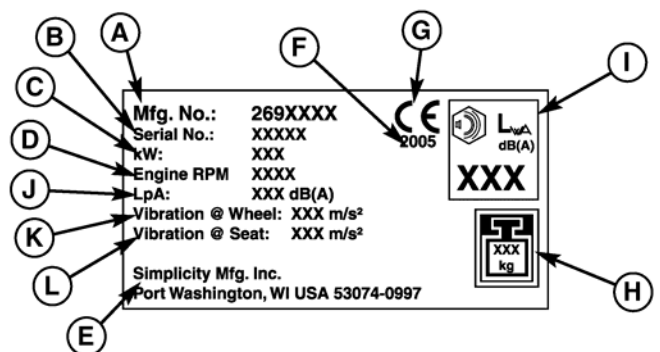 A
B
C
D
J
K
L
E
F
G
I
H
Mfg. No.: 269XXXX
Serial No.: XXXXX
kW: XXX
Engine RPM XXXX
LpA: XXX dB(A)
Vibration @ Wheel: XXX m/s²
Vibration @ Seat: XXX m/s²
Simplicity Mfg. Inc.
Port Washington, WI USA 53074-0997
CE
2005
LWA
dB(A)
XXX
XXX
kg